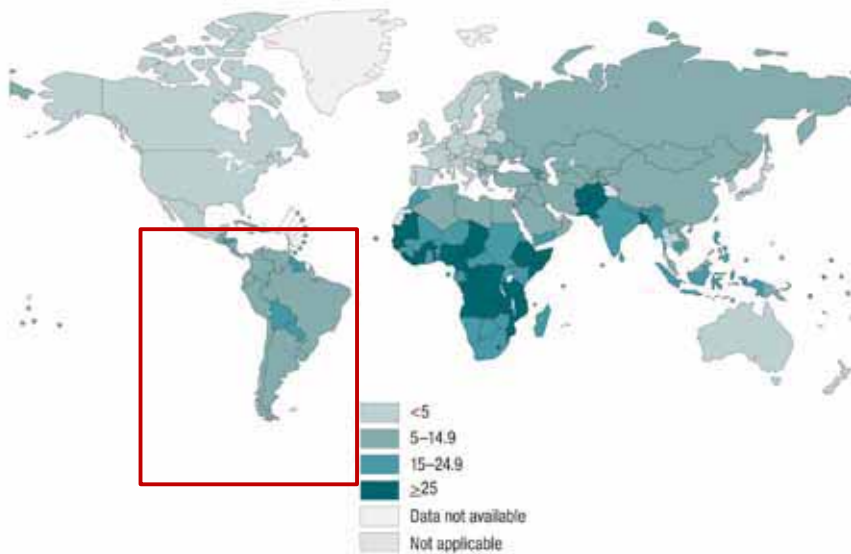 <5
5–14.9
15–24.9
≥25
Data not available
Not applicable